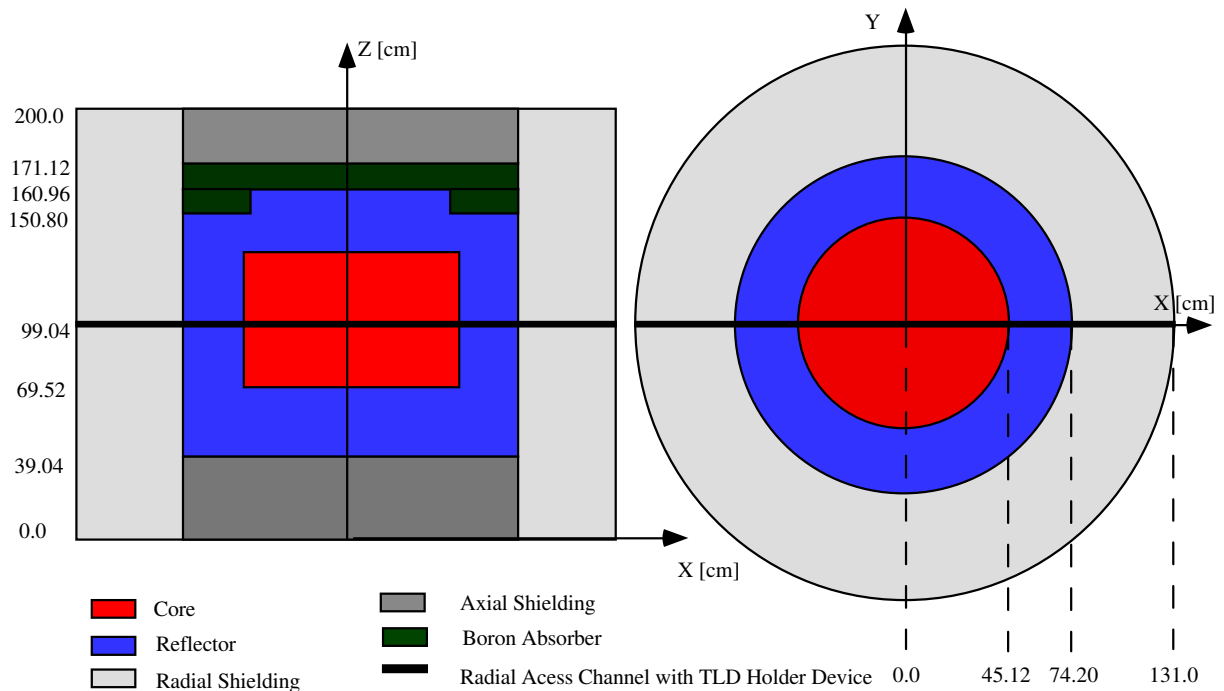 Z [cm]
200.0
171.12
160.96
150.80
99.04
69.52
39.04
0.0
X [cm]
Y
X [cm]
0.0
45.12
74.20
131.0
Core
Reflector
Radial Shielding
Axial Shielding
Boron Absorber
Radial Acess Channel with TLD Holder Device